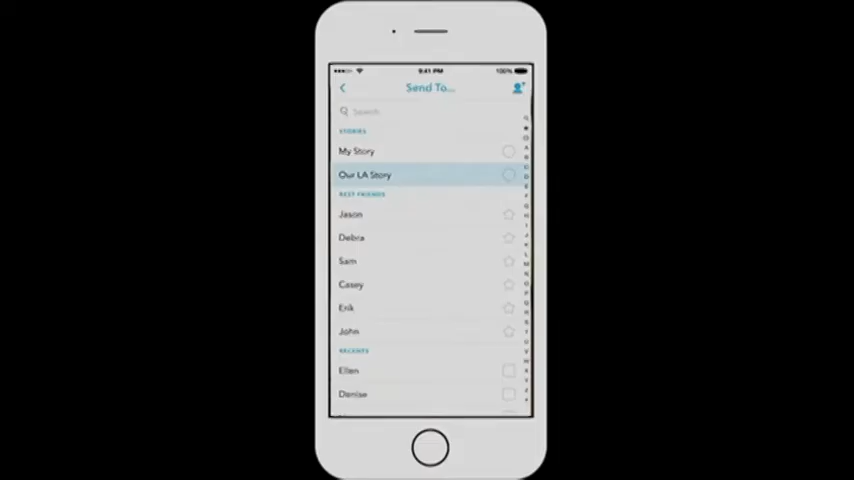 9:41 PM 100%
Send To...
Search
STORIES
My Story
Our LA Story
BEST FRIENDS
Jason
Debra
Sam
Casey
Erik
John
RECENTS
Ellen
Denise